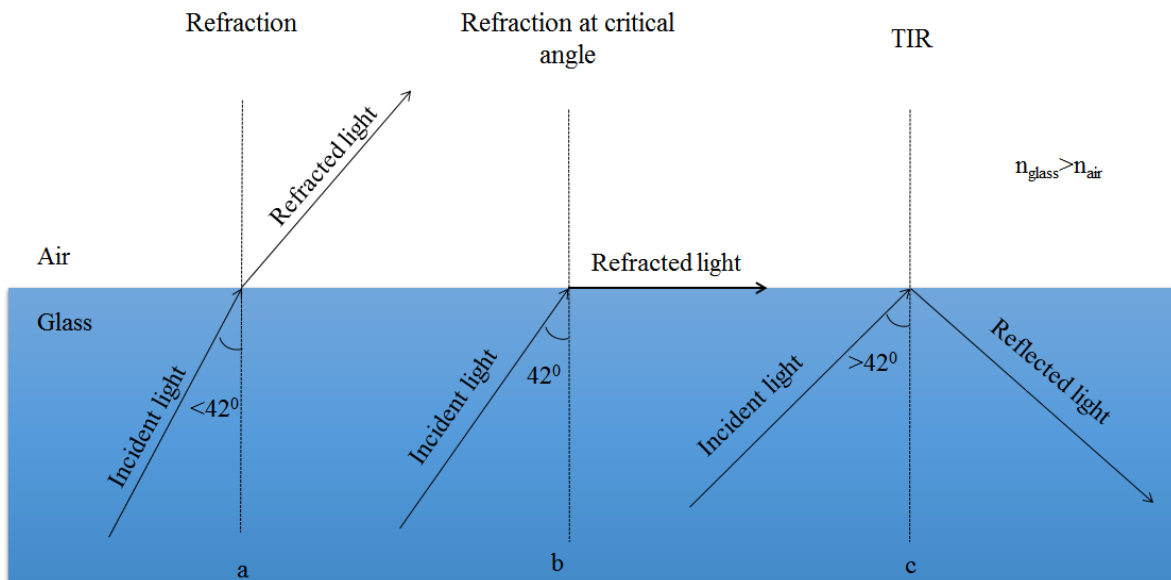 Refraction
Refraction at critical
angle
TIR
Refracted light
n_glass>n_air
Air
Refracted light
Glass
Incident light
<42⁰
Incident light
42⁰
Incident light
>42⁰
Reflected light
a
b
c